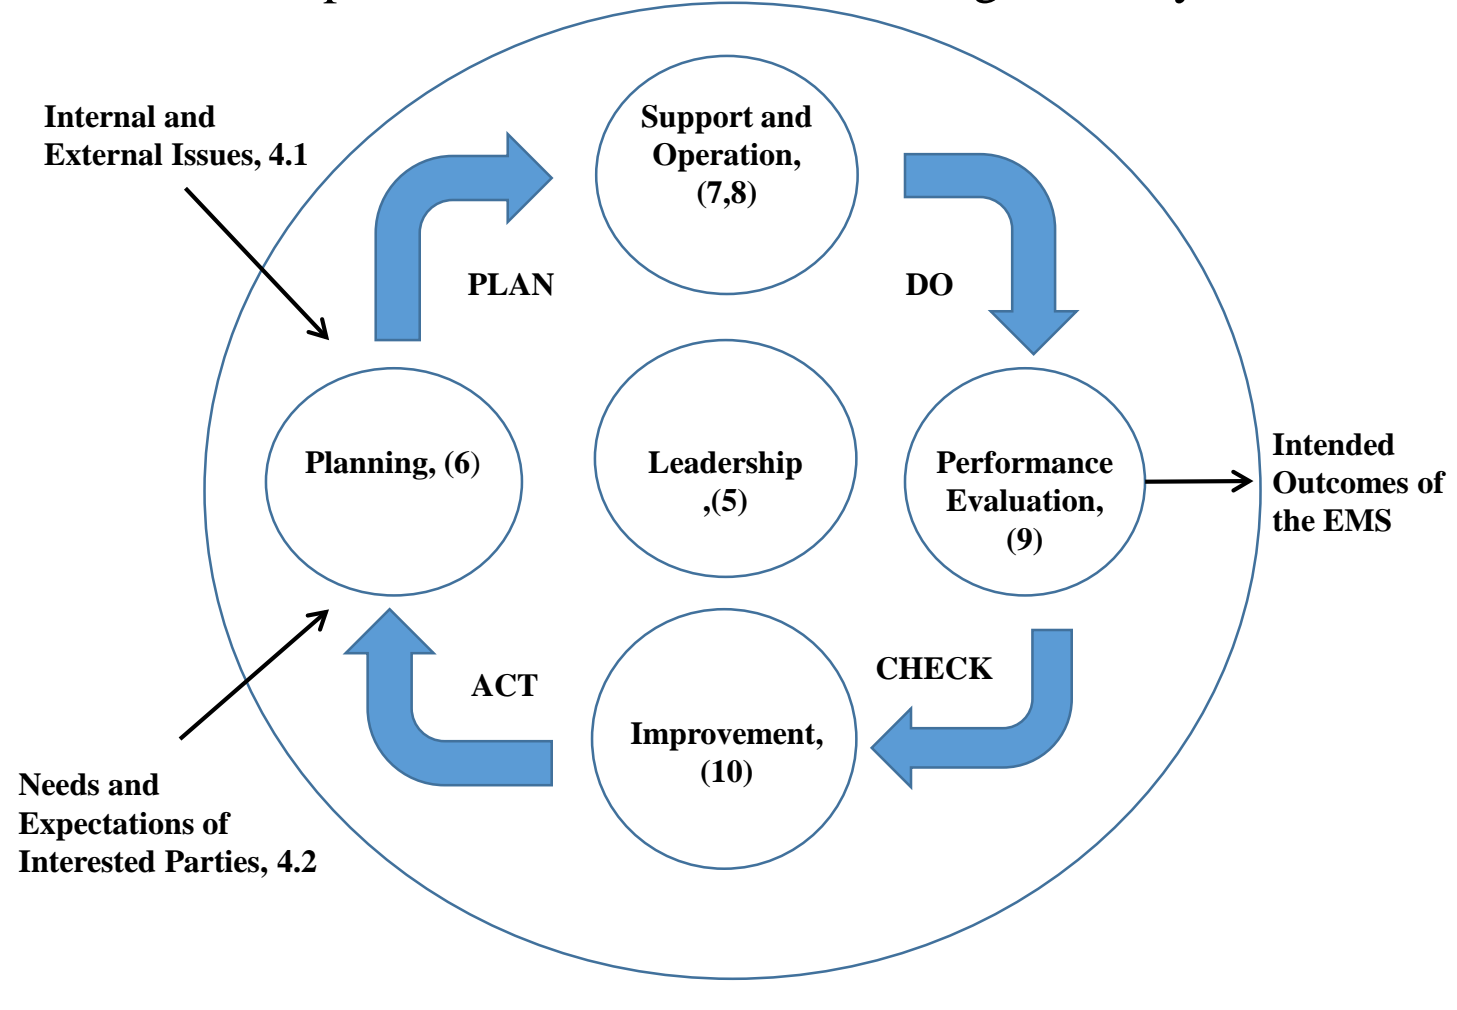 Internal and
External Issues, 4.1
Support and
Operation,
(7,8)
PLAN
DO
Planning, (6)
Leadership
,(5)
Performance
Evaluation,
(9)
Intended
Outcomes of
the EMS
ACT
CHECK
Improvement,
(10)
Needs and
Expectations of
Interested Parties, 4.2